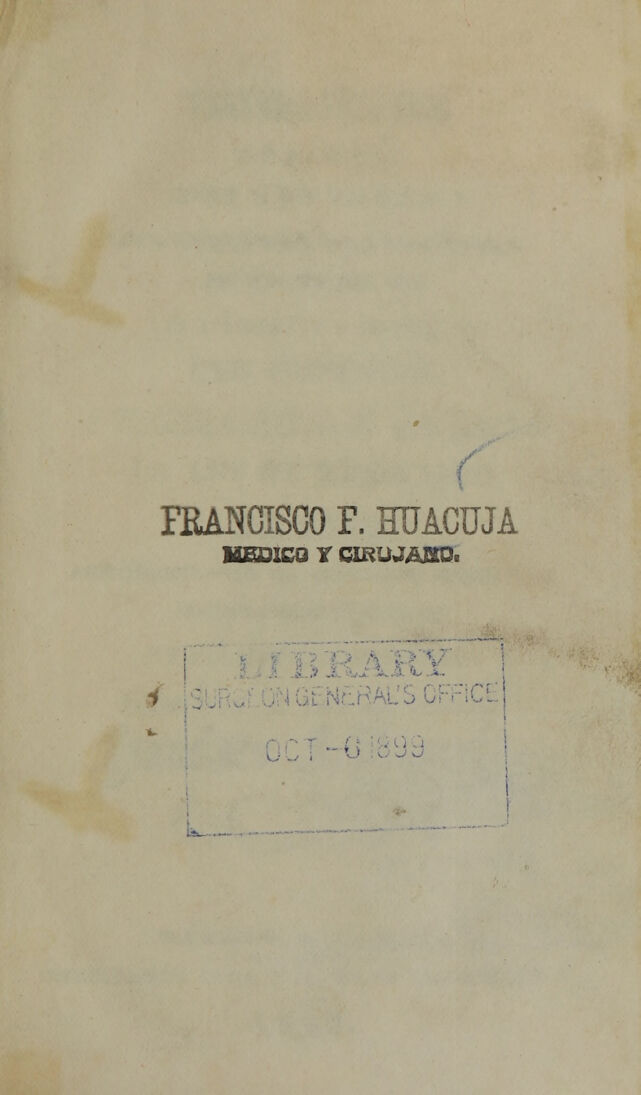 FRANCISCO F. HUACUJA
MEDICO Y CIRUJANO.
LIBRARY
SURGEON GENERAL'S OFFICE
OCT -6 1899